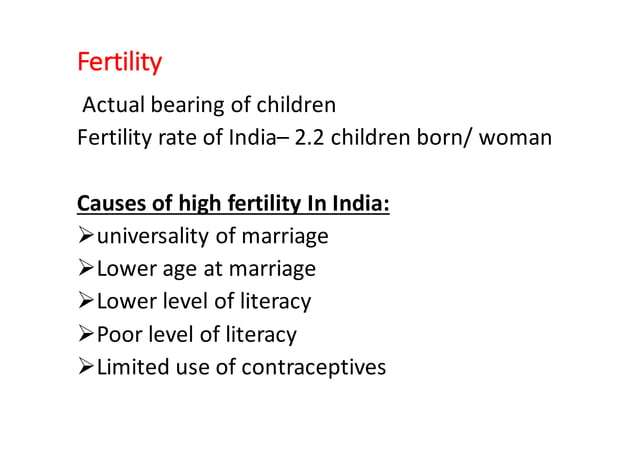 Fertility
Actual bearing of children
Fertility rate of India– 2.2 children born/ woman
Causes of high fertility In India:
➢universality of marriage
➢Lower age at marriage
➢Lower level of literacy
➢Poor level of literacy
➢Limited use of contraceptives